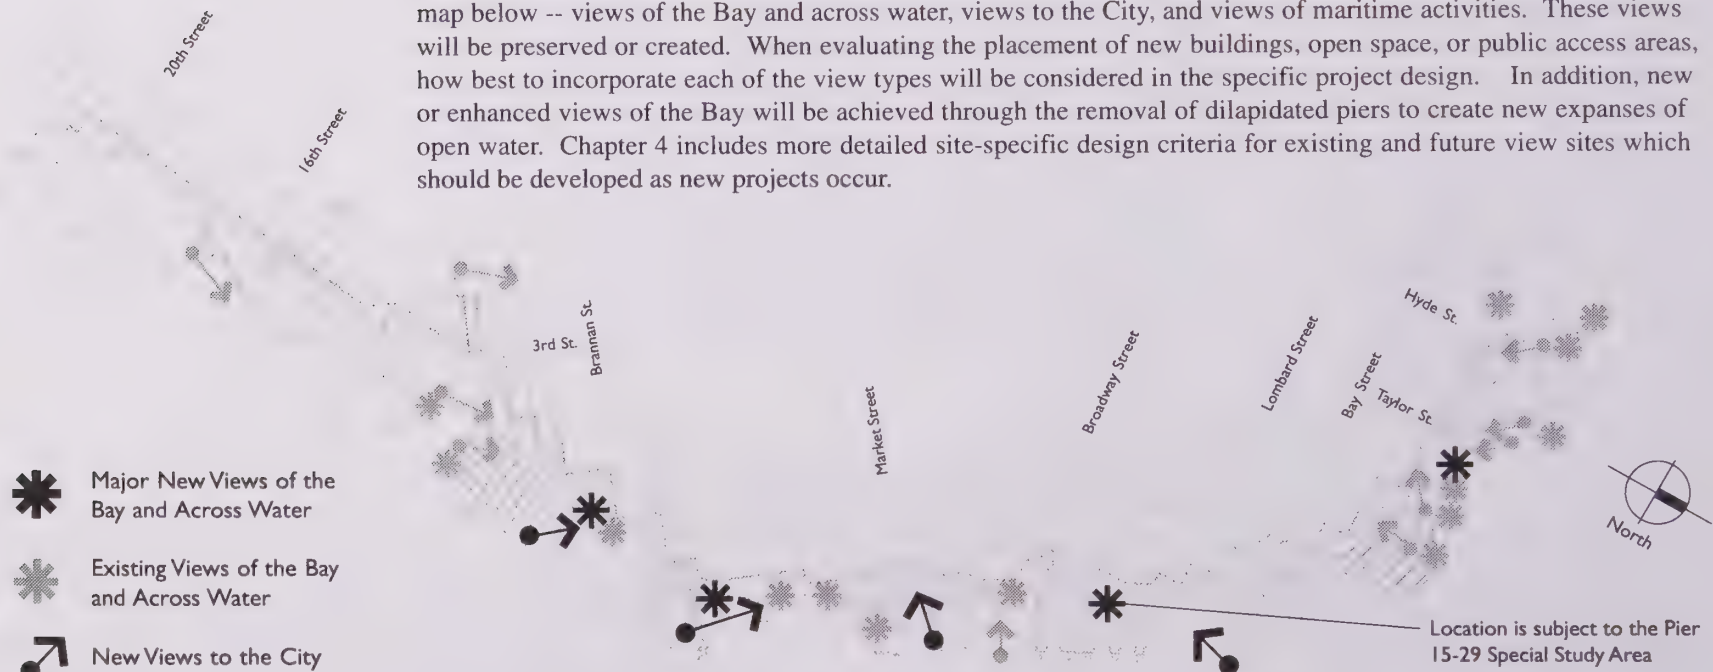 map below -- views of the Bay and across water, views to the City, and views of maritime activities. These views
will be preserved or created. When evaluating the placement of new buildings, open space, or public access areas,
how best to incorporate each of the view types will be considered in the specific project design. In addition, new
or enhanced views of the Bay will be achieved through the removal of dilapidated piers to create new expanses of
open water. Chapter 4 includes more detailed site-specific design criteria for existing and future view sites which
should be developed as new projects occur.
20th Street
16th Street
3rd St.
Brannan St.
Market Street
Broadway Street
Lombard Street
Bay Street
Taylor St.
Hyde St.
North
Major New Views of the
Bay and Across Water
Existing Views of the Bay
and Across Water
New Views to the City
Location is subject to the Pier
15-29 Special Study Area